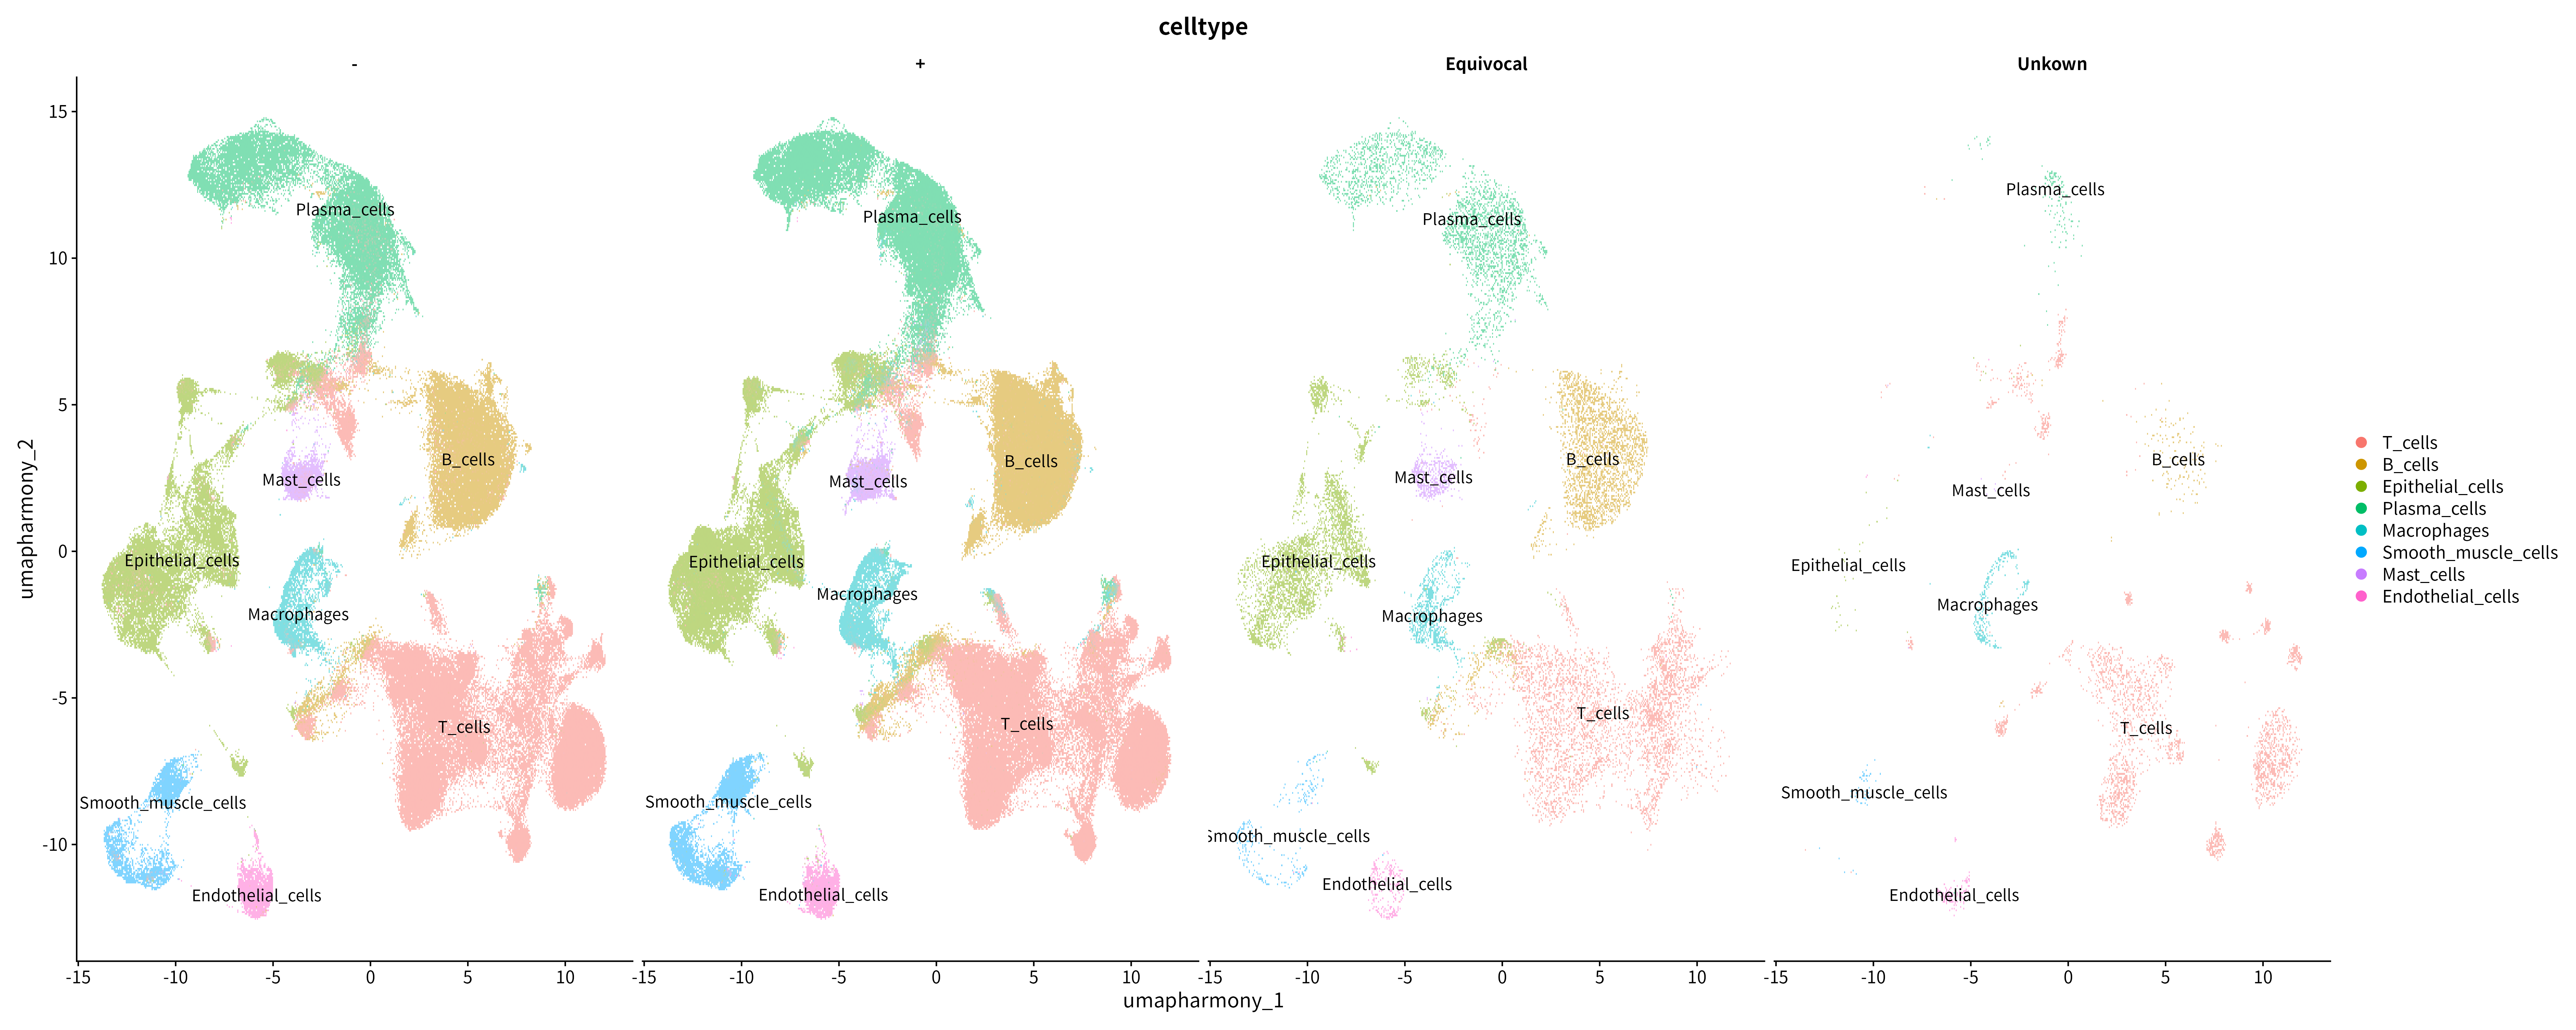 celltype
-
+
Equivocal
Unkown
15
10
5
0
-5
-10
umapharmony_2
Plasma_cells
Mast_cells
B_cells
Epithelial_cells
Macrophages
T_cells
Smooth_muscle_cells
Endothelial_cells
Plasma_cells
Mast_cells
B_cells
Epithelial_cells
Macrophages
T_cells
Smooth_muscle_cells
Endothelial_cells
Plasma_cells
Mast_cells
B_cells
Epithelial_cells
Macrophages
T_cells
Smooth_muscle_cells
Endothelial_cells
Plasma_cells
B_cells
Mast_cells
Epithelial_cells
Macrophages
T_cells
Smooth_muscle_cells
Endothelial_cells
-15 -10 -5 0 5 10
-15 -10 -5 0 5 10
-15 -10 -5 0 5 10
-15 -10 -5 0 5 10
umapharmony_1
T_cells
B_cells
Epithelial_cells
Plasma_cells
Macrophages
Smooth_muscle_cells
Mast_cells
Endothelial_cells